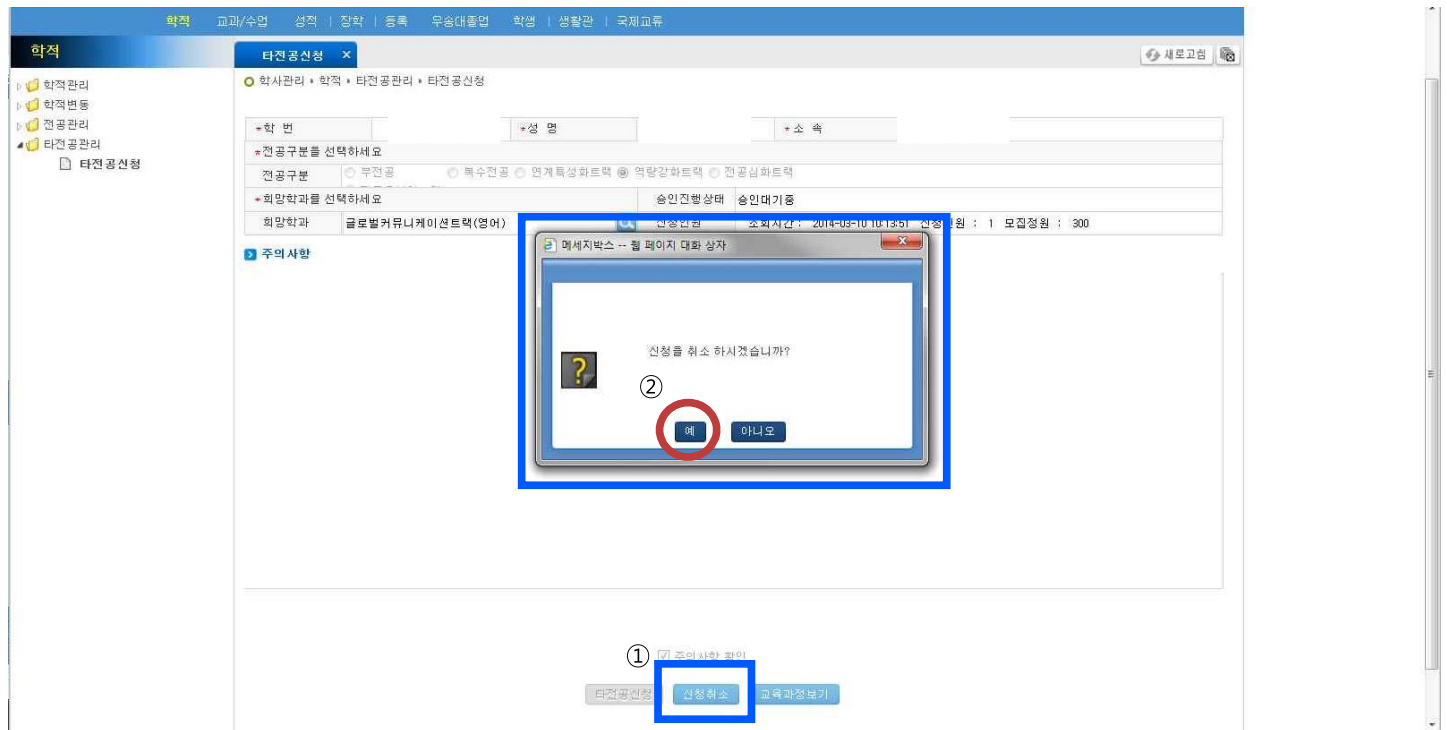 학적 교과/수업 성적 | 장학 | 등록 우송대졸업 학생 | 생활관 | 국제교류
학적
타전공신청 X
새로고침
학사관리 학적 타전공관리 타전공신청
학적관리
학적변동
전공관리
타전공관리
타전공신청
*학 번 *성 명 *소 속
*전공구분을 선택하세요
전공구분 부전공 복수전공 연계특성화트랙 역량강화트랙 전공심화트랙
*희망학과를 선택하세요 승인진행상태 승인대기중
희망학과 글로벌커뮤니케이션트랙(영어) 신청인원 조회시간 : 2014-03-10 10:13:51 신청인원 : 1 모집정원 : 300
주의사항
메세지박스 -- 웹 페이지 대화 상자
신청을 취소 하시겠습니까?
②
예 아니오
① 주의사항 확인
타전공신청 신청취소 교육과정보기